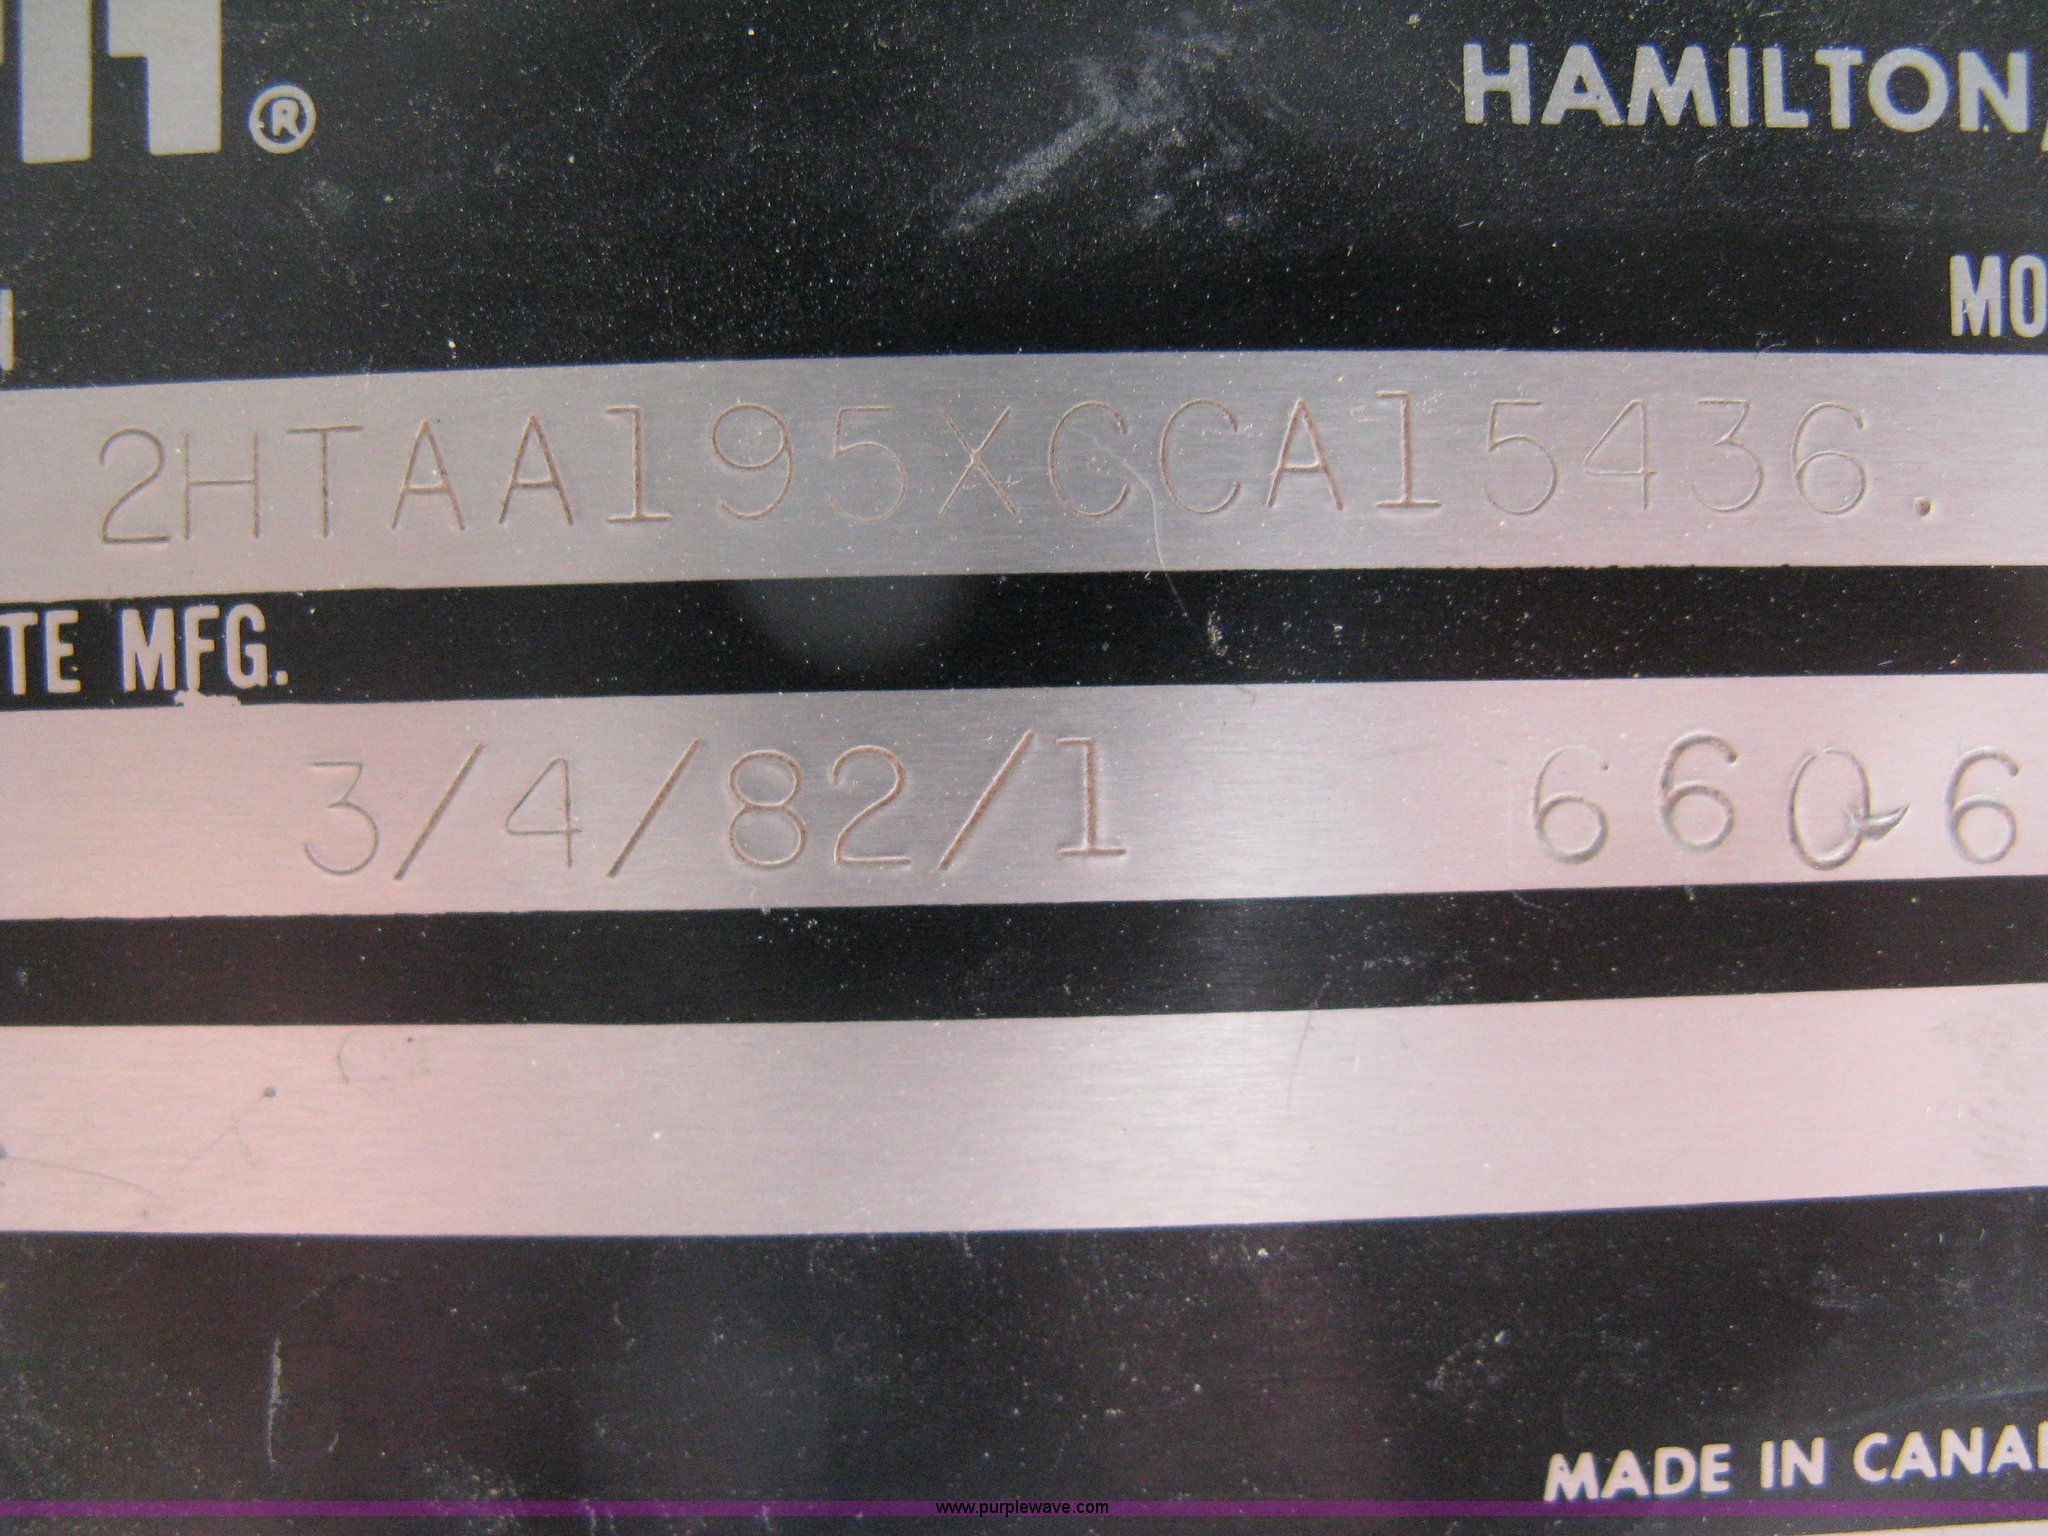 ®
HAMILTON,
MO
2HTAA195XCCA15436.
TE MFG.
3/4/82/1 6606
MADE IN CANA
www.purplewave.com